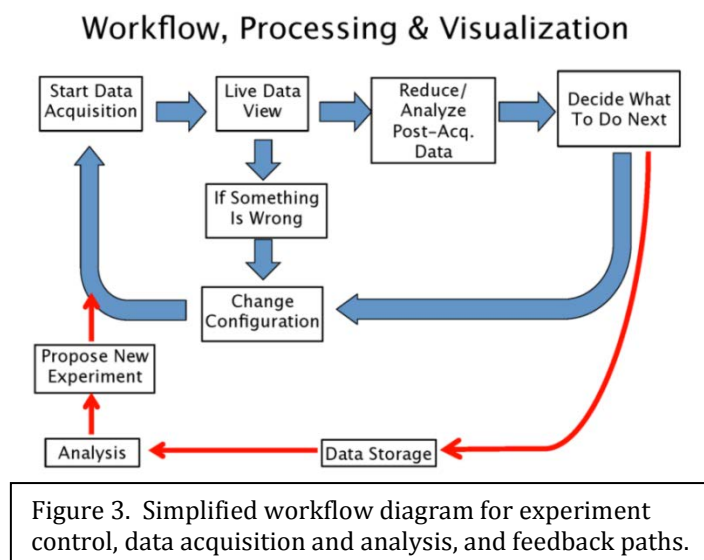 Workflow, Processing & Visualization
Start Data
Acquisition
Live Data
View
Reduce/
Analyze
Post-Acq.
Data
Decide What
To Do Next
If Something
Is Wrong
Change
Configuration
Propose New
Experiment
Analysis
Data Storage
Figure 3. Simplified workflow diagram for experiment
control, data acquisition and analysis, and feedback paths.